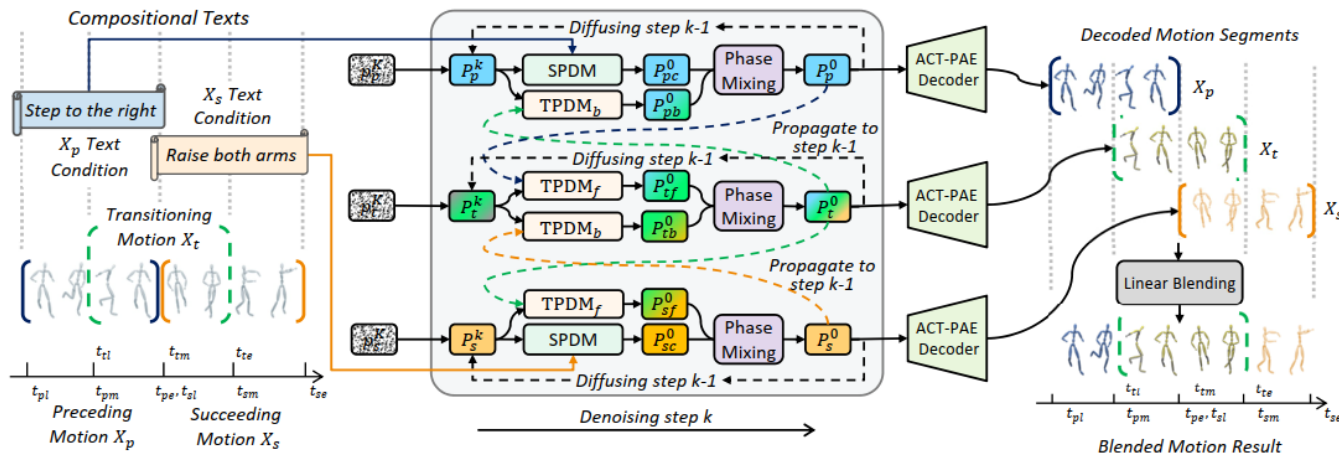 Compositional Texts
Step to the right
X_s Text
Condition
X_p Text
Condition
Raise both arms
Transitioning
Motion X_t
t_tl t_tm t_te
t_pl t_pm t_pe, t_sl t_sm t_se
Preceding
Motion X_p
Succeeding
Motion X_s
Diffusing step k-1
P_p^K P_p^k SPDM P_pc^0 Phase
Mixing P_p^0
TPDM_b P_pb^0
Propagate to
step k-1
Diffusing step k-1
P_t^K P_t^k TPDM_f P_tf^0 Phase
Mixing P_t^0
TPDM_b P_tb^0
Propagate to
step k-1
TPDM_f P_sf^0
P_s^K P_s^k SPDM P_sc^0 Phase
Mixing P_s^0
Diffusing step k-1
Denoising step k
ACT-PAE
Decoder
ACT-PAE
Decoder
ACT-PAE
Decoder
Decoded Motion Segments
X_p
X_t
X_s
Linear Blending
t_tl t_tm t_te
t_pl t_pm t_pe, t_sl t_sm t_se
Blended Motion Result